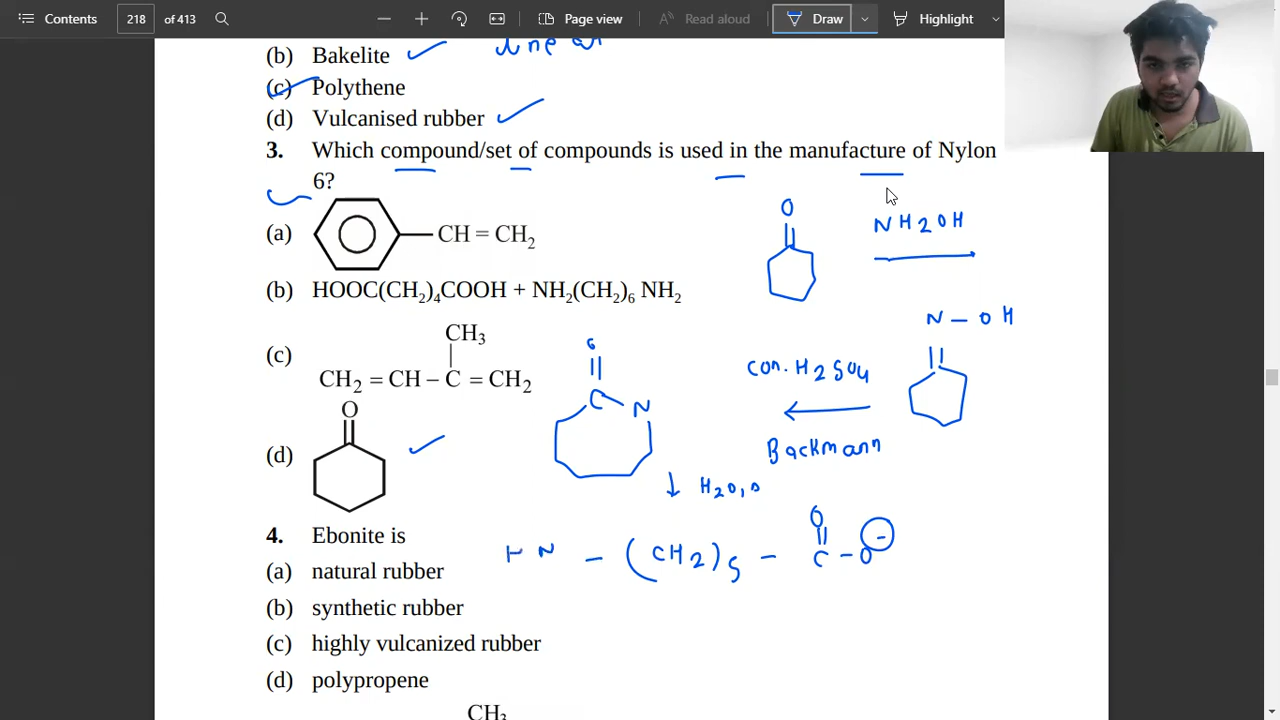 Contents 218 of 413 Page view Read aloud Draw Highlight
(b) Bakelite linear
(c) Polythene
(d) Vulcanised rubber
3. Which compound/set of compounds is used in the manufacture of Nylon
6?
O
NH2OH
(a) CH = CH2
(b) HOOC(CH2)4COOH + NH2(CH2)6 NH2
N – OH
CH3
(c) CH2 = CH – C = CH2
con. H2SO4
C N
O
Backmann
(d)
↓ H2O, Δ
O
4. Ebonite is
HN – (CH2)5 – C – O –
(a) natural rubber
(b) synthetic rubber
(c) highly vulcanized rubber
(d) polypropene
CH3